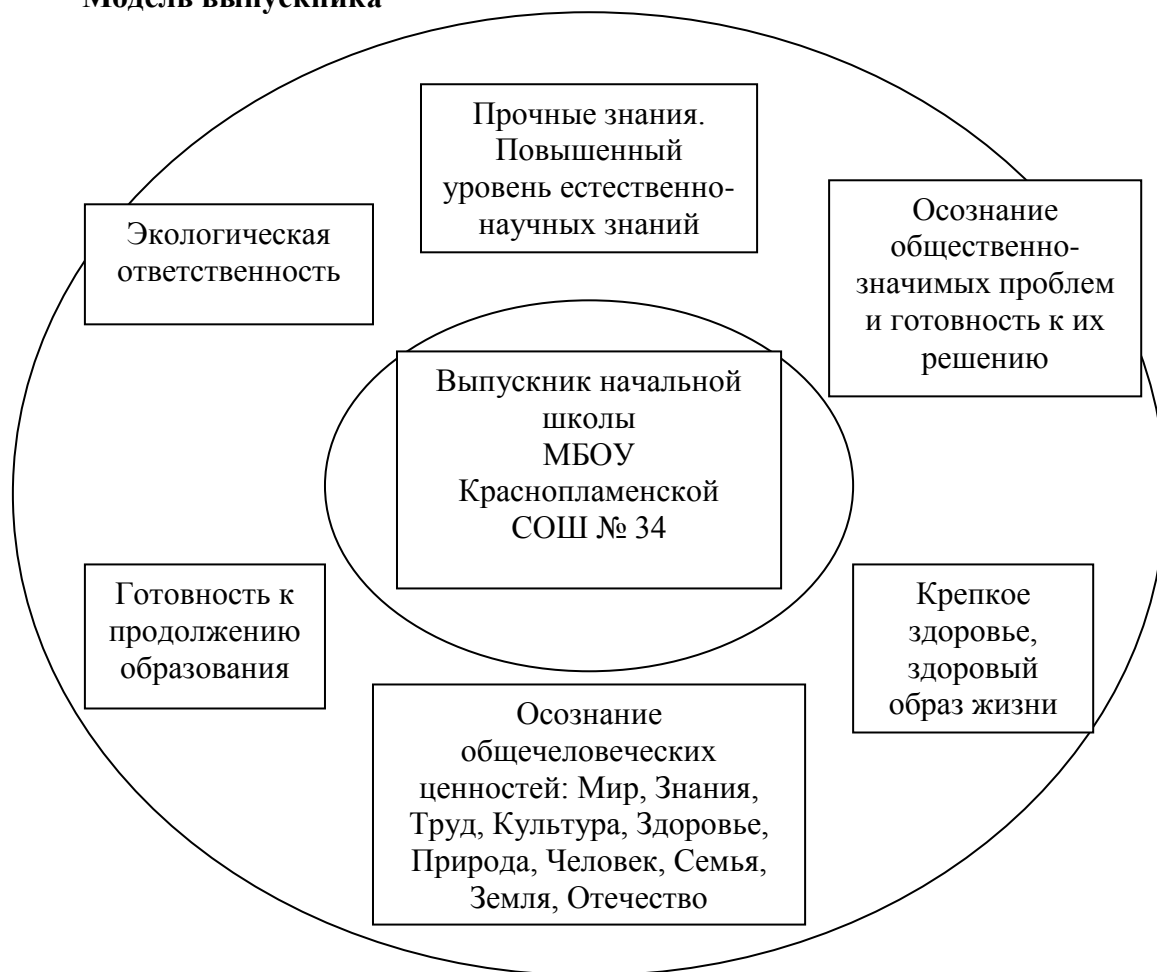 Модель выпускника
Прочные знания.
Повышенный
уровень естественно-
научных знаний
Экологическая
ответственность
Осознание
общественно-
значимых проблем
и готовность к их
решению
Выпускник начальной
школы
МБОУ
Краснопламенской
СОШ № 34
Готовность к
продолжению
образования
Крепкое
здоровье,
здоровый
образ жизни
Осознание
общечеловеческих
ценностей: Мир, Знания,
Труд, Культура, Здоровье,
Природа, Человек, Семья,
Земля, Отечество